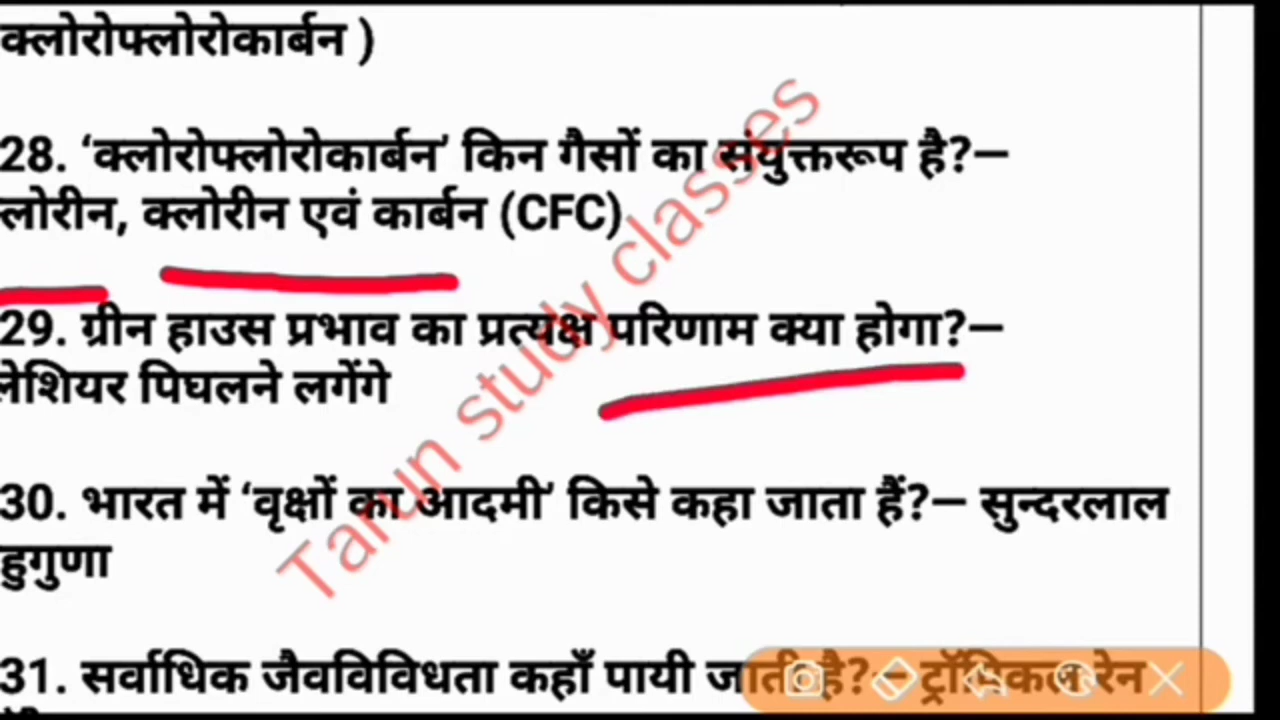 क्लोरोफ्लोरोकार्बन )
28. ‘क्लोरोफ्लोरोकार्बन’ किन गैसों का संयुक्तरूप है?—
लोरीन, क्लोरीन एवं कार्बन (CFC)
29. ग्रीन हाउस प्रभाव का प्रत्यक्ष परिणाम क्या होगा?—
लेशियर पिघलने लगेंगे
30. भारत में ‘वृक्षों का आदमी’ किसे कहा जाता हैं?— सुन्दरलाल
हुगुणा
31. सर्वाधिक जैवविविधता कहाँ पायी जाती है?— ट्रॉपिकल रेन
Tarun study classes